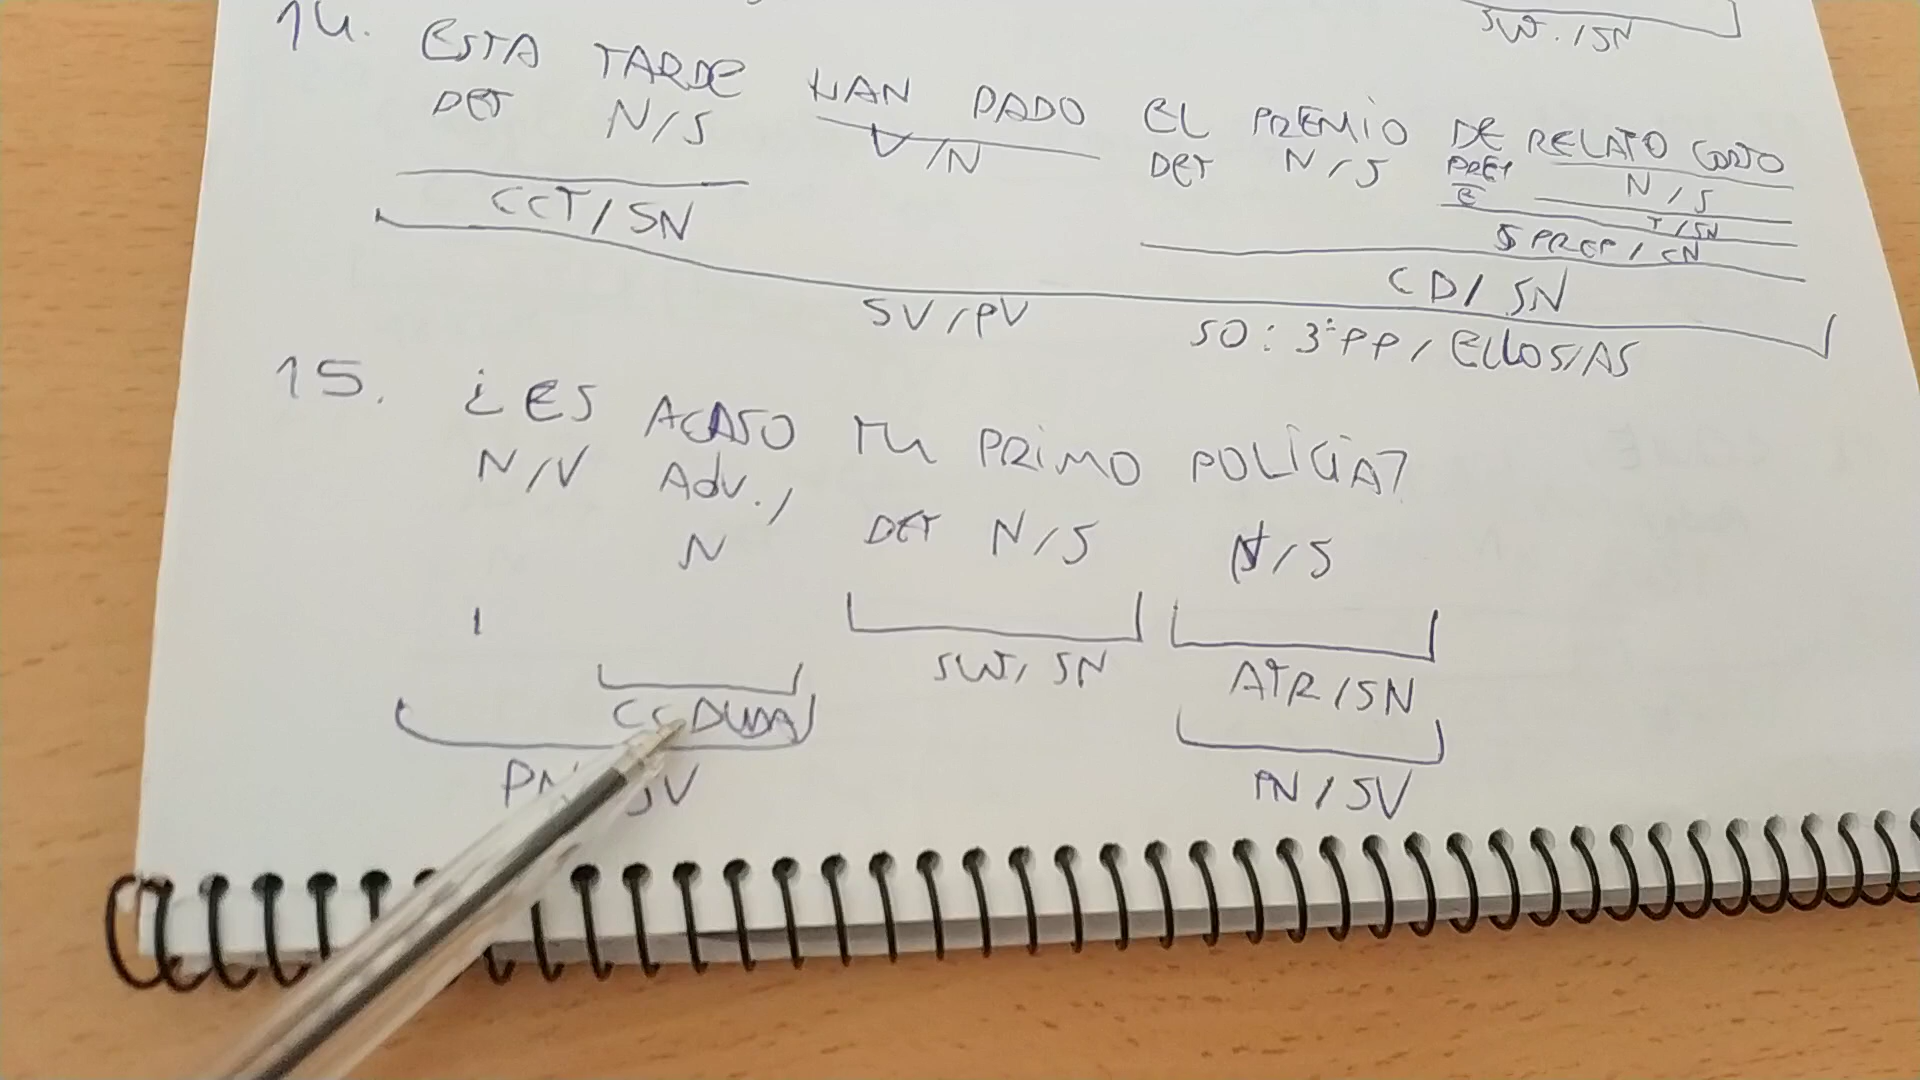 SUJ. / SN
14. ESTA TARDE HAN DADO EL PREMIO DE RELATO CORTO
DET N/S V/N DET N/S PREP N/S
E T/SN
CCT/SN S PREP/CN
CD/SN
SV/PV SO: 3ª PP/ ELLOS/AS
15. ¿ES ACASO TU PRIMO POLICÍA?
N/V Adv./ DET N/S N/S
N
SUJ/SN ATR/SN
CC DUDA
PN SV PN/SV